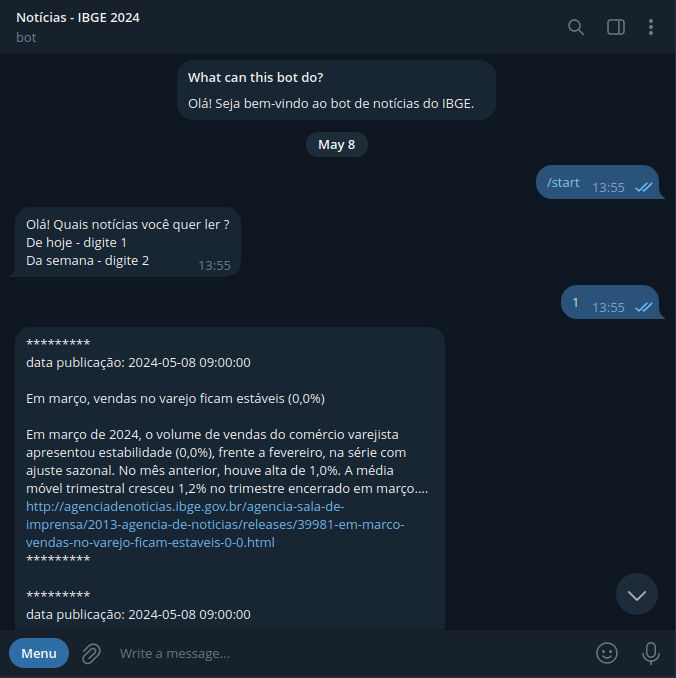 Notícias - IBGE 2024
bot
What can this bot do?
Olá! Seja bem-vindo ao bot de notícias do IBGE.
May 8
/start 13:55
Olá! Quais notícias você quer ler ?
De hoje - digite 1
Da semana - digite 2
13:55
1 13:55
*********
data publicação: 2024-05-08 09:00:00
Em março, vendas no varejo ficam estáveis (0,0%)
Em março de 2024, o volume de vendas do comércio varejista
apresentou estabilidade (0,0%), frente a fevereiro, na série com
ajuste sazonal. No mês anterior, houve alta de 1,0%. A média
móvel trimestral cresceu 1,2% no trimestre encerrado em março....
http://agenciadenoticias.ibge.gov.br/agencia-sala-de-
imprensa/2013-agencia-de-noticias/releases/39981-em-marco-
vendas-no-varejo-ficam-estaveis-0-0.html
*********
*********
data publicação: 2024-05-08 09:00:00
Menu
Write a message...